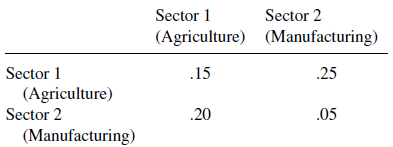 Sector 1 Sector 2
(Agriculture) (Manufacturing)
Sector 1 .15 .25
(Agriculture)
Sector 2 .20 .05
(Manufacturing)